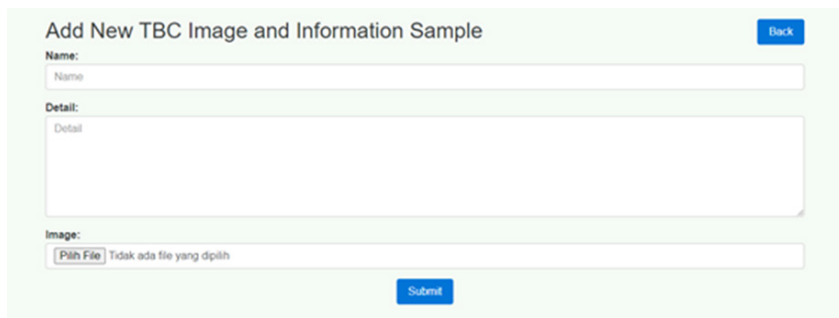 Add New TBC Image and Information Sample
Back
Name:
Name
Detail:
Detail
Image:
Pilih File Tidak ada file yang dipilih
Submit